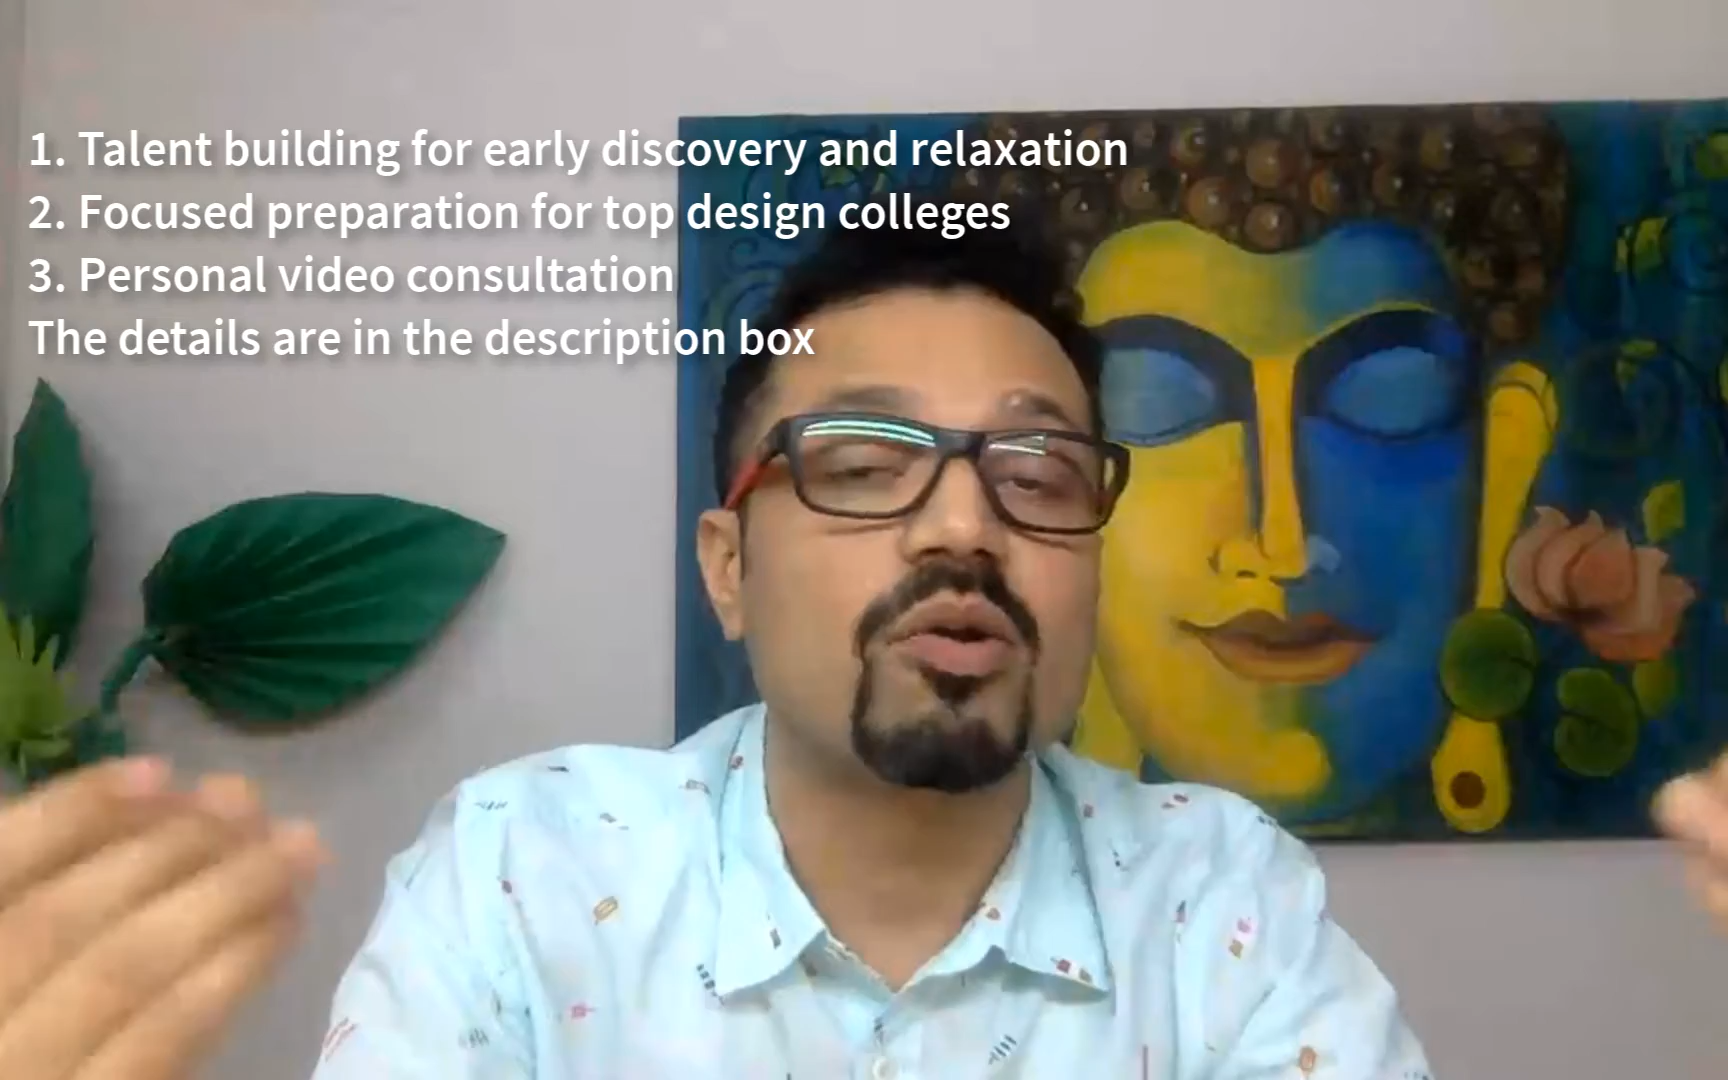 1. Talent building for early discovery and relaxation
2. Focused preparation for top design colleges
3. Personal video consultation
The details are in the description box